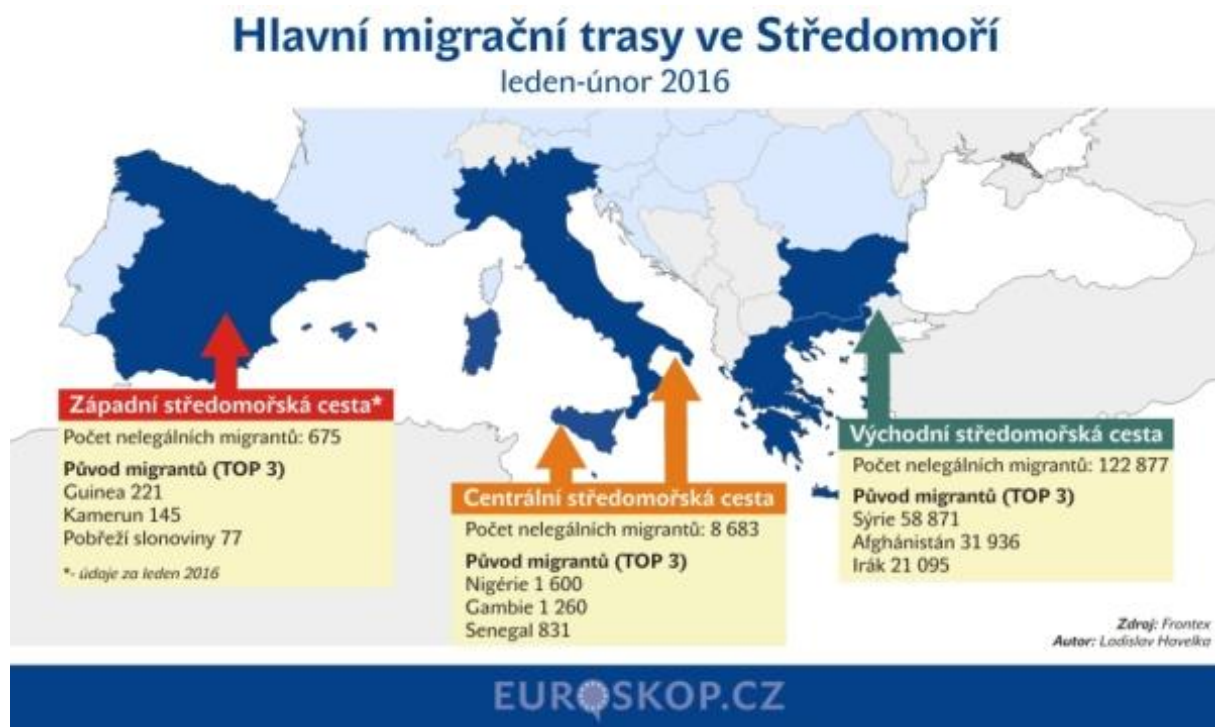 Hlavní migrační trasy ve Středomoří
leden-únor 2016
Západní středomořská cesta*
Počet nelegálních migrantů: 675
Původ migrantů (TOP 3)
Guinea 221
Kamerun 145
Pobřeží slonoviny 77
*- údaje za leden 2016
Centrální středomořská cesta
Počet nelegálních migrantů: 8 683
Původ migrantů (TOP 3)
Nigérie 1 600
Gambie 1 260
Senegal 831
Východní středomořská cesta
Počet nelegálních migrantů: 122 877
Původ migrantů (TOP 3)
Sýrie 58 871
Afghánistán 31 936
Irák 21 095
Zdroj: Frontex
Autor: Ladislav Havelka
EUROSKOP.CZ